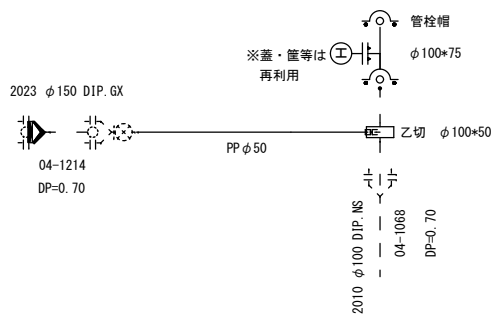 管栓帽
φ100*75
※蓋・筐等は
再利用
H
2023 φ150 DIP.GX
乙切 φ100*50
PPφ50
04-1214
DP=0.70
2010 φ100 DIP.NS
04-1068
DP=0.70